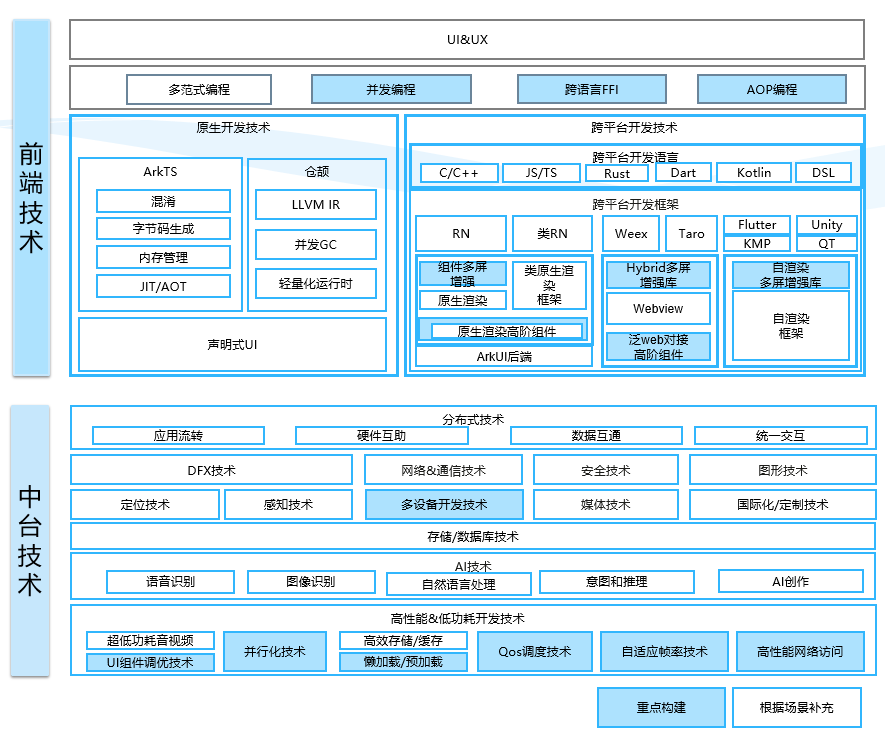 前端技术
UI&UX
多范式编程
并发编程
跨语言FFI
AOP编程
原生开发技术
ArkTS
混淆
字节码生成
内存管理
JIT/AOT
仓颉
LLVM IR
并发GC
轻量化运行时
声明式UI
跨平台开发技术
跨平台开发语言
C/C++
JS/TS
Rust
Dart
Kotlin
DSL
跨平台开发框架
RN
类RN
Weex
Taro
Flutter
KMP
Unity
QT
组件多屏
增强
原生渲染
类原生渲
染
框架
原生渲染高阶组件
ArkUI后端
Hybrid多屏
增强库
Webview
泛web对接
高阶组件
自渲染
多屏增强库
自渲染
框架
中台技术
分布式技术
应用流转
硬件互助
数据互通
统一交互
DFX技术
网络&通信技术
安全技术
图形技术
定位技术
感知技术
多设备开发技术
媒体技术
国际化/定制技术
存储/数据库技术
AI技术
语音识别
图像识别
自然语言处理
意图和推理
AI创作
高性能&低功耗开发技术
超低功耗音视频
UI组件调优技术
并行化技术
高效存储/缓存
懒加载/预加载
Qos调度技术
自适应帧率技术
高性能网络访问
重点构建
根据场景补充